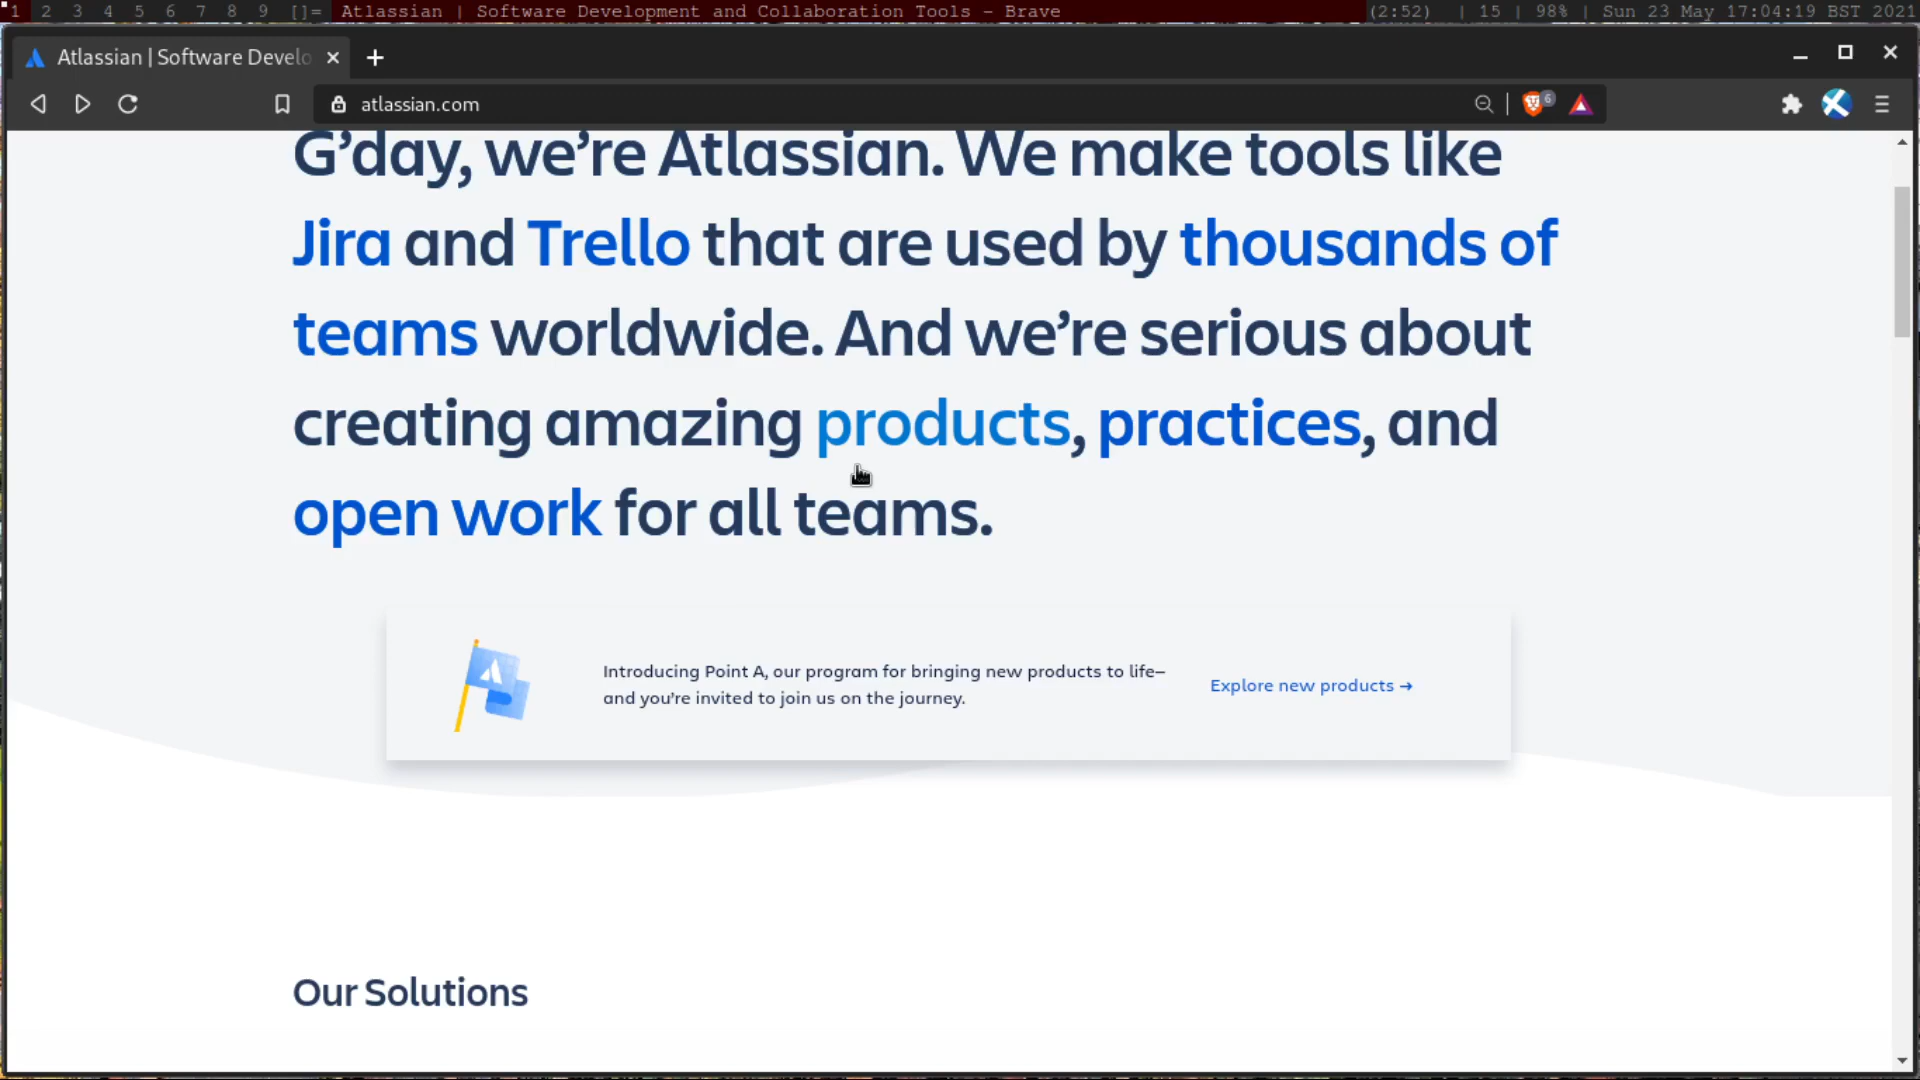 1 2 3 4 5 6 7 8 9 []= Atlassian | Software Development and Collaboration Tools - Brave (2:52) | 15 | 98% | Sun 23 May 17:04:19 BST 2021
Atlassian | Software Develo
atlassian.com
6
G’day, we’re Atlassian. We make tools like
Jira and Trello that are used by thousands of
teams worldwide. And we’re serious about
creating amazing products, practices, and
open work for all teams.
Introducing Point A, our program for bringing new products to life–
and you’re invited to join us on the journey.
Explore new products →
Our Solutions